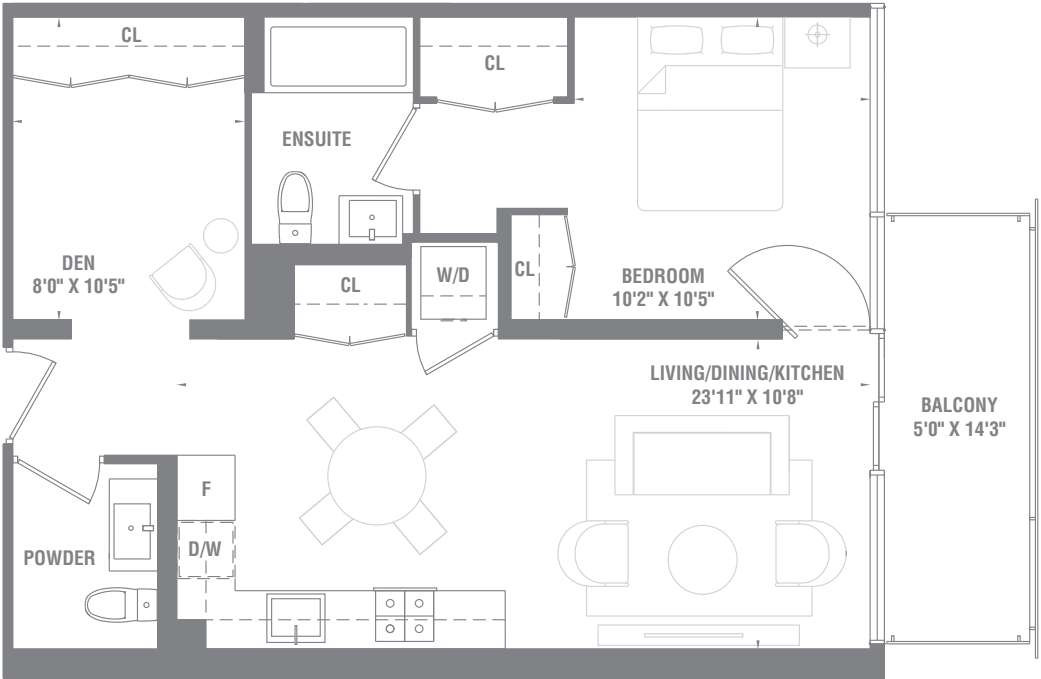 CL
CL
ENSUITE
DEN
8'0" X 10'5"
CL
W/D
CL
BEDROOM
10'2" X 10'5"
LIVING/DINING/KITCHEN
23'11" X 10'8"
BALCONY
5'0" X 14'3"
F
D/W
POWDER